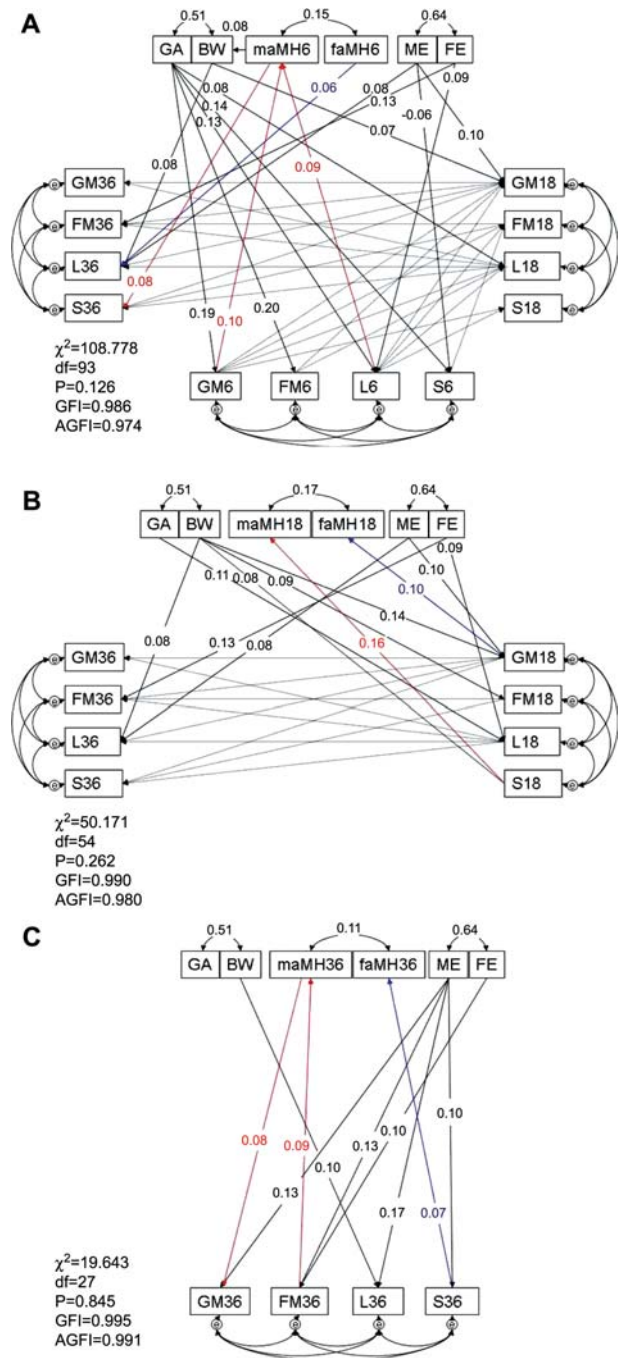 A
0.51 0.15 0.64
0.08
GA BW maMH6 faMH6 ME FE
0.08 0.06 0.08 0.09
0.14 0.13
0.13 -0.06 0.10
0.07
0.08 0.09
GM36 GM18
FM36 FM18
L36 L18
0.08
S36 S18
0.19 0.10 0.20
χ²=108.778
df=93
P=0.126
GFI=0.986
AGFI=0.974
GM6 FM6 L6 S6
e e e e
B
0.51 0.17 0.64
GA BW maMH18 faMH18 ME FE
0.09
0.11 0.08 0.09 0.10 0.10
0.14
0.08 0.13 0.08 0.16
GM36 GM18
FM36 FM18
L36 L18
S36 S18
χ²=50.171
df=54
P=0.262
GFI=0.990
AGFI=0.980
C
0.51 0.11 0.64
GA BW maMH36 faMH36 ME FE
0.08 0.09 0.13 0.10 0.10
0.10
0.13 0.17 0.07
χ²=19.643
df=27
P=0.845
GFI=0.995
AGFI=0.991
GM36 FM36 L36 S36
e e e e